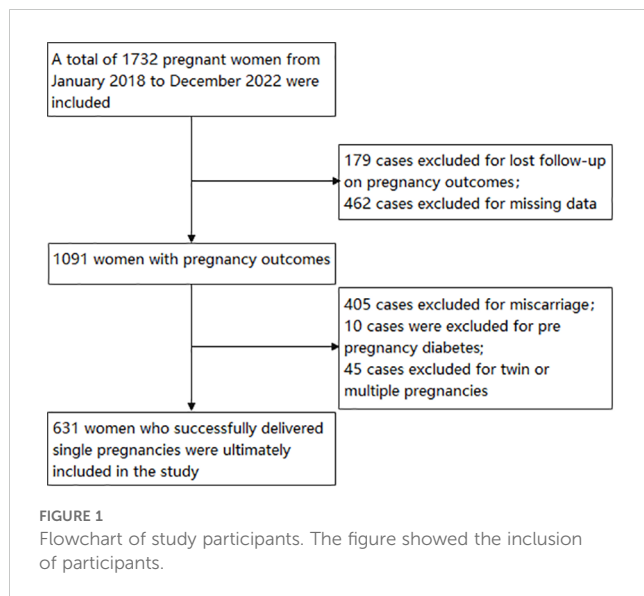 A total of 1732 pregnant women from
January 2018 to December 2022 were
included
179 cases excluded for lost follow-up
on pregnancy outcomes;
462 cases excluded for missing data
1091 women with pregnancy outcomes
405 cases excluded for miscarriage;
10 cases were excluded for pre
pregnancy diabetes;
45 cases excluded for twin or
multiple pregnancies
631 women who successfully delivered
single pregnancies were ultimately
included in the study
FIGURE 1
Flowchart of study participants. The figure showed the inclusion
of participants.